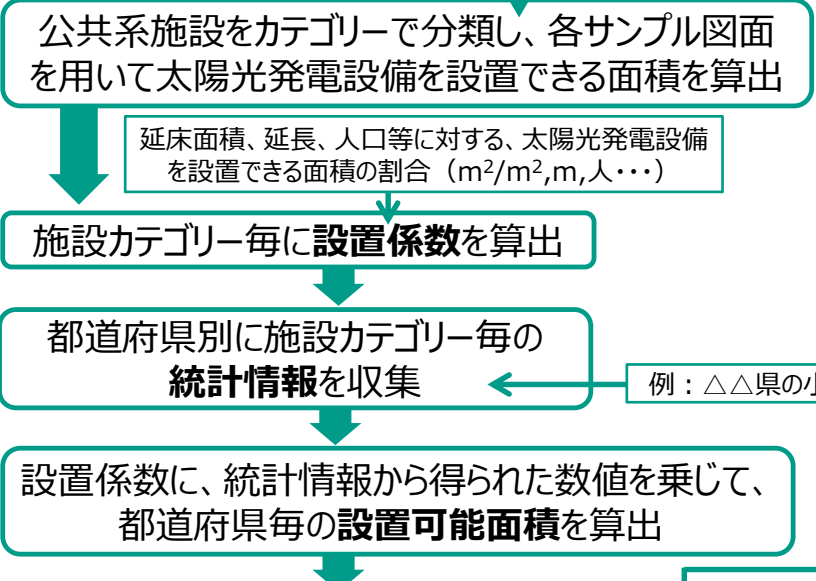 公共系施設をカテゴリーで分類し、各サンプル図面
を用いて太陽光発電設備を設置できる面積を算出
延床面積、延長、人口等に対する、太陽光発電設備
を設置できる面積の割合（m²/m²,m,人・・・）
施設カテゴリー毎に設置係数を算出
都道府県別に施設カテゴリー毎の
統計情報を収集
例：△△県の
設置係数に、統計情報から得られた数値を乗じて、
都道府県毎の設置可能面積を算出